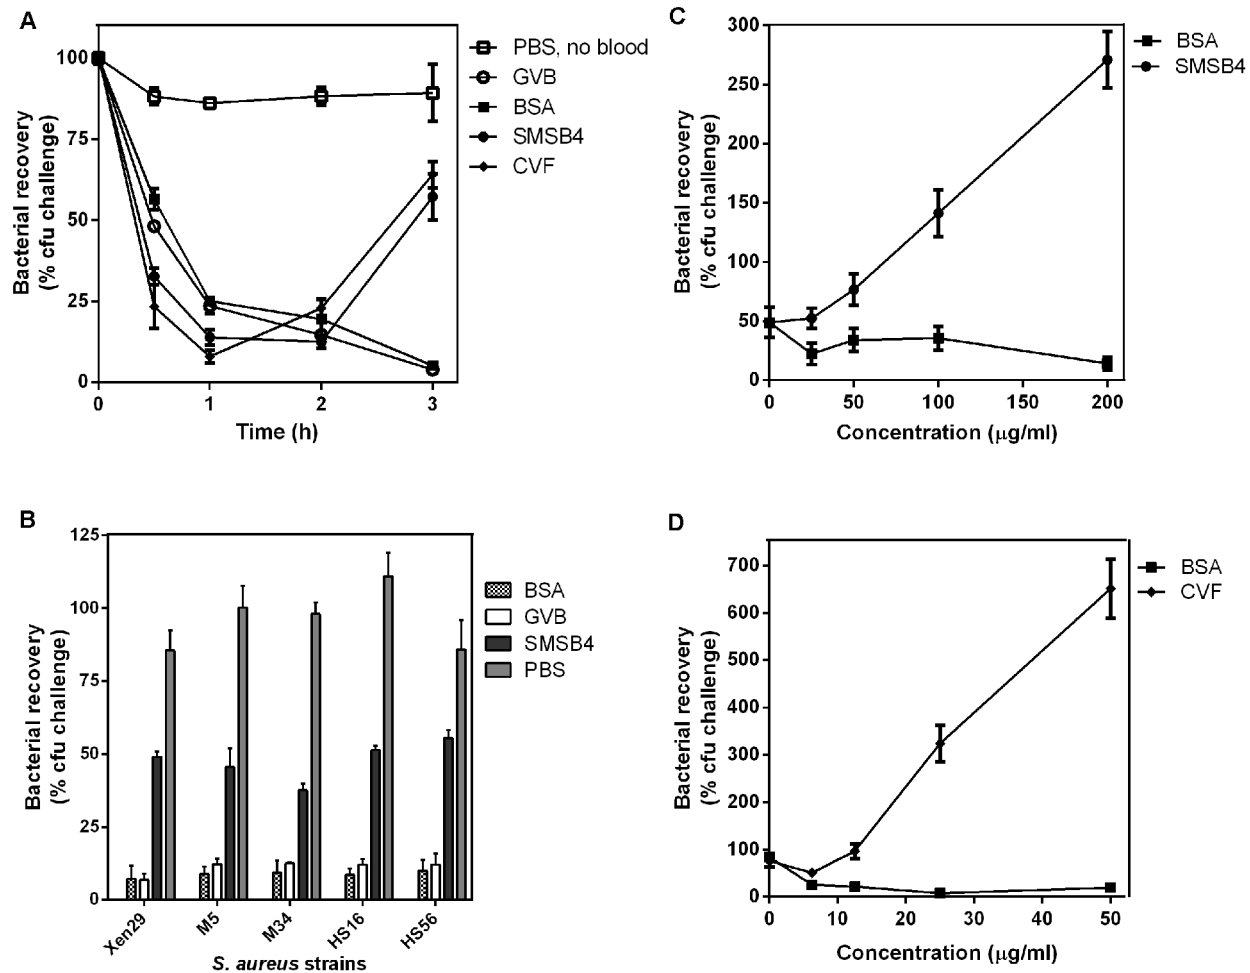 A
Bacterial recovery
(% cfu challenge)
100
75
50
25
0
0 1 2 3
Time (h)
PBS, no blood
GVB
BSA
SMSB4
CVF
C
Bacterial recovery
(% cfu challenge)
300
250
200
150
100
50
0
0 50 100 150 200
Concentration (μg/ml)
BSA
SMSB4
B
Bacterial recovery
(% cfu challenge)
125
100
75
50
25
0
Xen29 M5 M34 HS16 HS56
S. aureus strains
BSA
GVB
SMSB4
PBS
D
Bacterial recovery
(% cfu challenge)
700
600
500
400
300
200
100
0
0 10 20 30 40 50
Concentration (μg/ml)
BSA
CVF